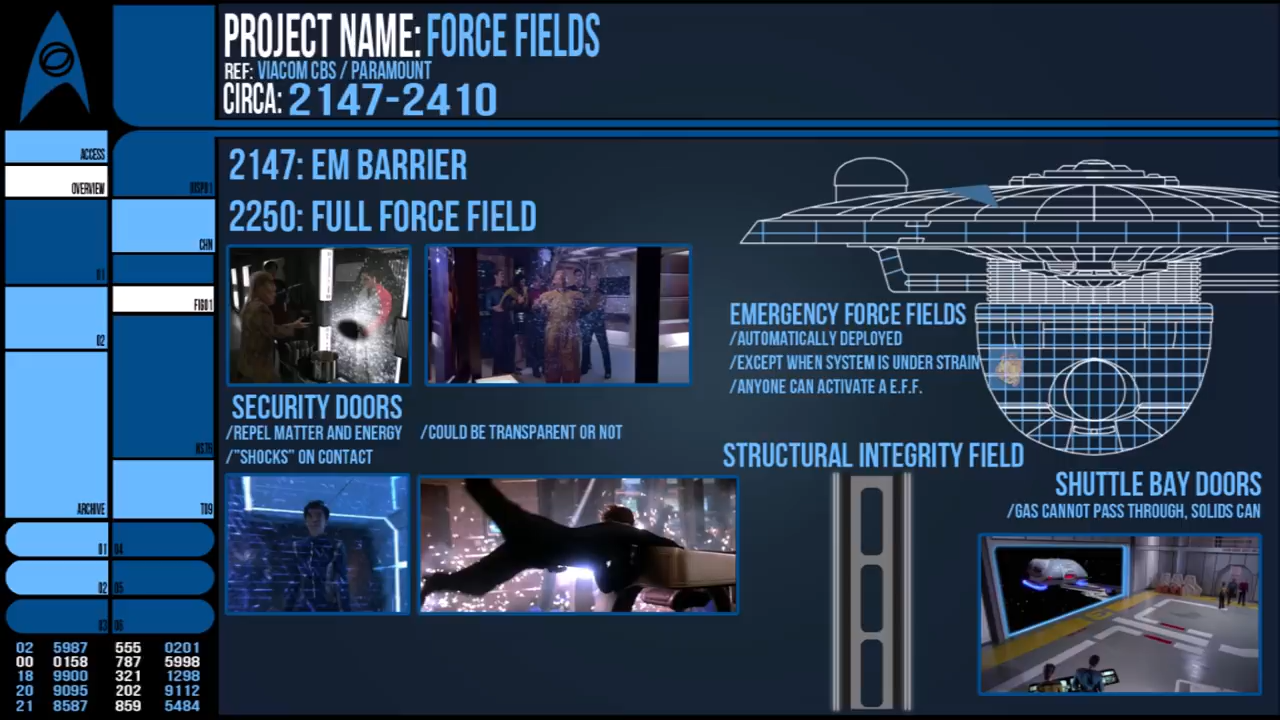 PROJECT NAME: FORCE FIELDS
REF: VIACOM CBS / PARAMOUNT
CIRCA: 2147-2410
ACCESS
OVERVIEW
01
02
ARCHIVE
CHN
FIG01
T09
01 04
02 05
03 06
02 5987 555 0201
00 0158 787 5998
18 9900 321 1298
20 9095 202 9112
21 8587 859 5484
2147: EM BARRIER
2250: FULL FORCE FIELD
SECURITY DOORS
/REPEL MATTER AND ENERGY
/"SHOCKS" ON CONTACT
/COULD BE TRANSPARENT OR NOT
EMERGENCY FORCE FIELDS
/AUTOMATICALLY DEPLOYED
/EXCEPT WHEN SYSTEM IS UNDER STRAIN
/ANYONE CAN ACTIVATE A E.F.F.
STRUCTURAL INTEGRITY FIELD
SHUTTLE BAY DOORS
/GAS CANNOT PASS THROUGH, SOLIDS CAN